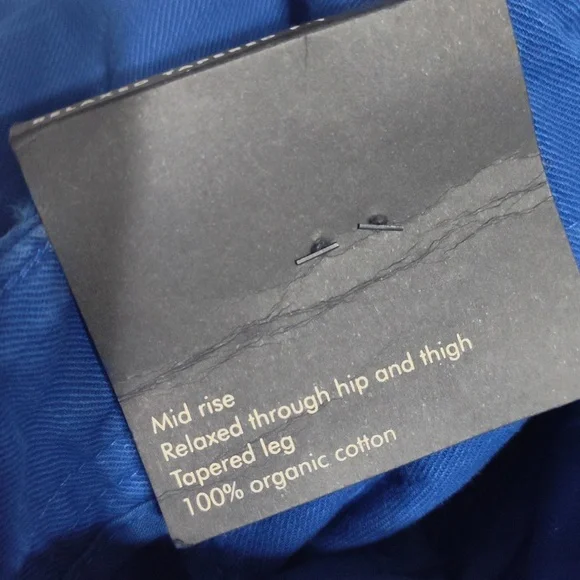 Mid rise
Relaxed through hip and thigh
Tapered leg
100% organic cotton